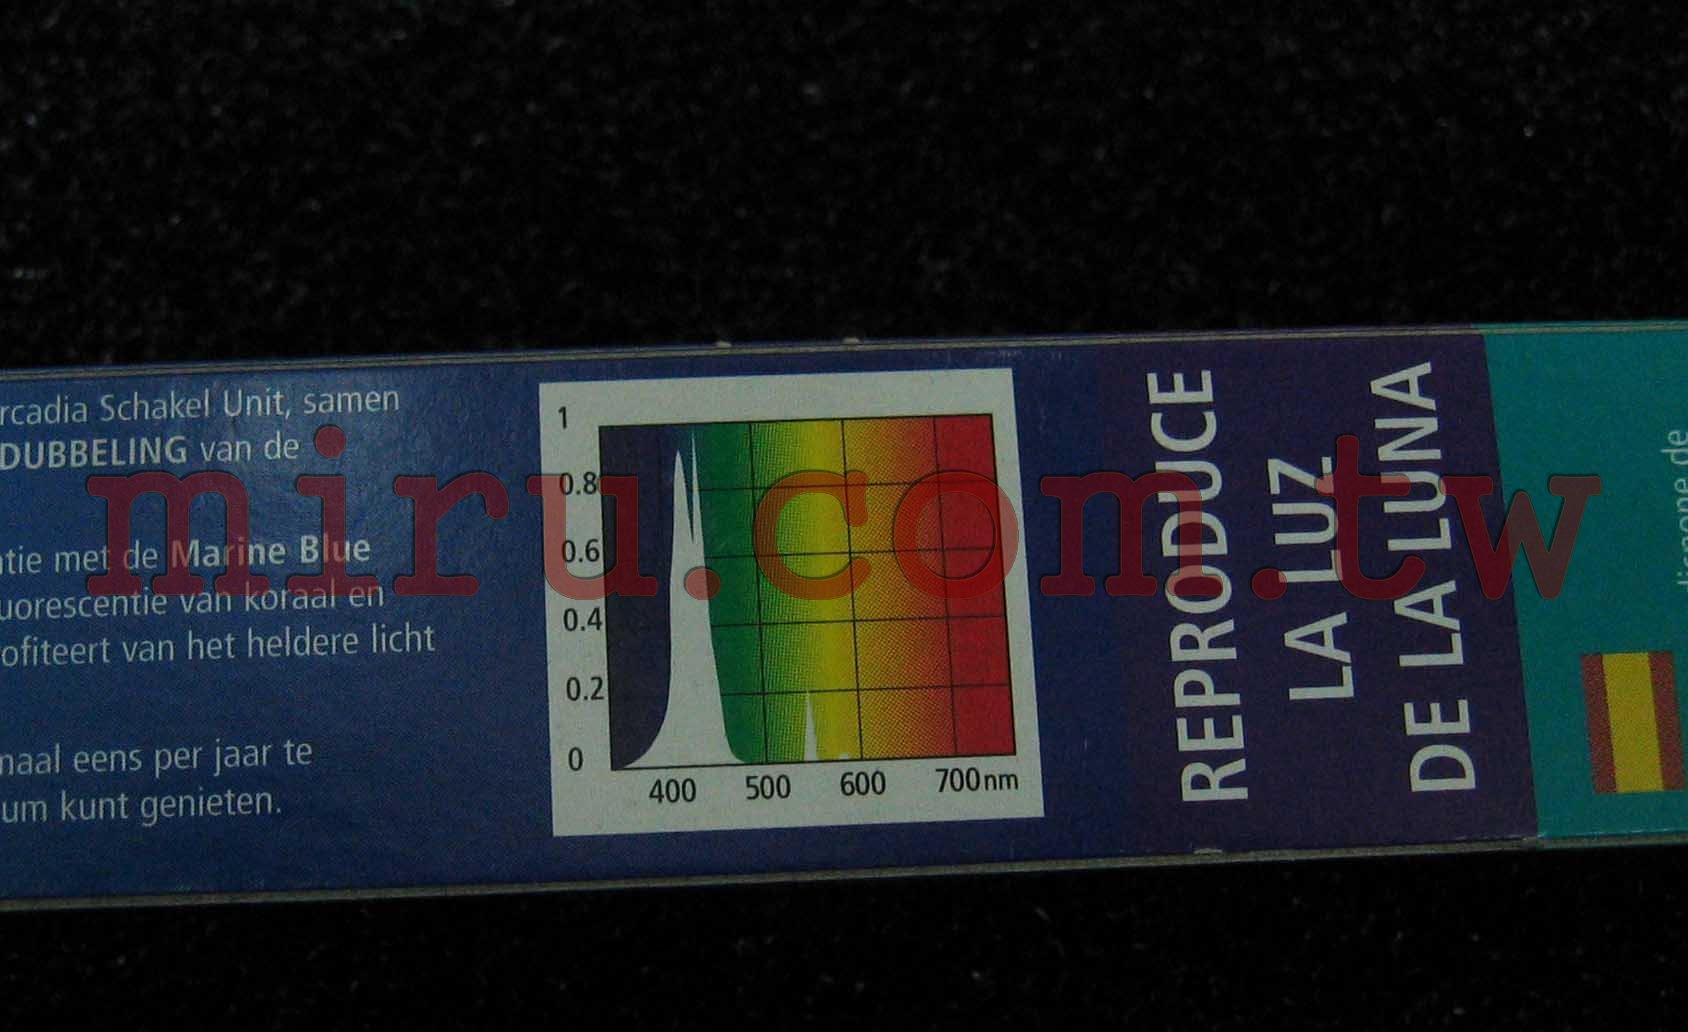 rcadia Schakel Unit, samen
DUBBELING van de
ntie met de Marine Blue
uorescentie van koraal en
ofiteert van het heldere licht
naal eens per jaar te
um kunt genieten.
1
0.8
0.6
0.4
0.2
0
400 500 600 700nm
REPRODUCE
LA LUZ
DE LA LUNA
miru.com.tw